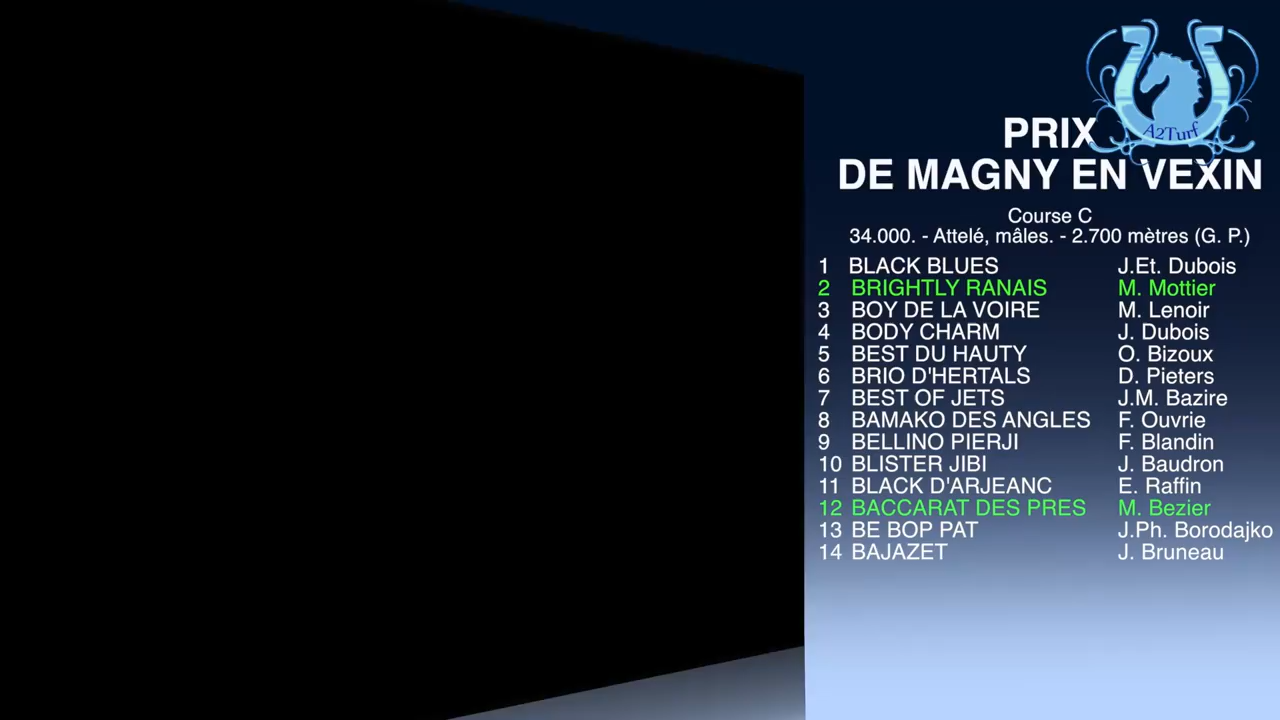 A2Turf
PRIX
DE MAGNY EN VEXIN
Course C
34.000. - Attelé, mâles. - 2.700 mètres (G. P.)
1 BLACK BLUES J.Et. Dubois
2 BRIGHTLY RANAIS M. Mottier
3 BOY DE LA VOIRE M. Lenoir
4 BODY CHARM J. Dubois
5 BEST DU HAUTY O. Bizoux
6 BRIO D'HERTALS D. Pieters
7 BEST OF JETS J.M. Bazire
8 BAMAKO DES ANGLES F. Ouvrie
9 BELLINO PIERJI F. Blandin
10 BLISTER JIBI J. Baudron
11 BLACK D'ARJEANC E. Raffin
12 BACCARAT DES PRES M. Bezier
13 BE BOP PAT J.Ph. Borodajko
14 BAJAZET J. Bruneau